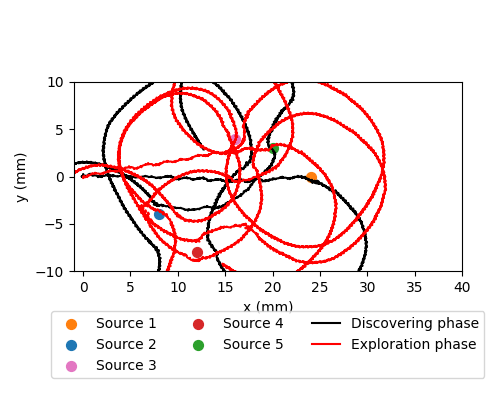 10
5
0
−5
−10
y (mm)
0 5 10 15 20 25 30 35 40
x (mm)
Source 1 Source 4 Discovering phase
Source 2 Source 5 Exploration phase
Source 3